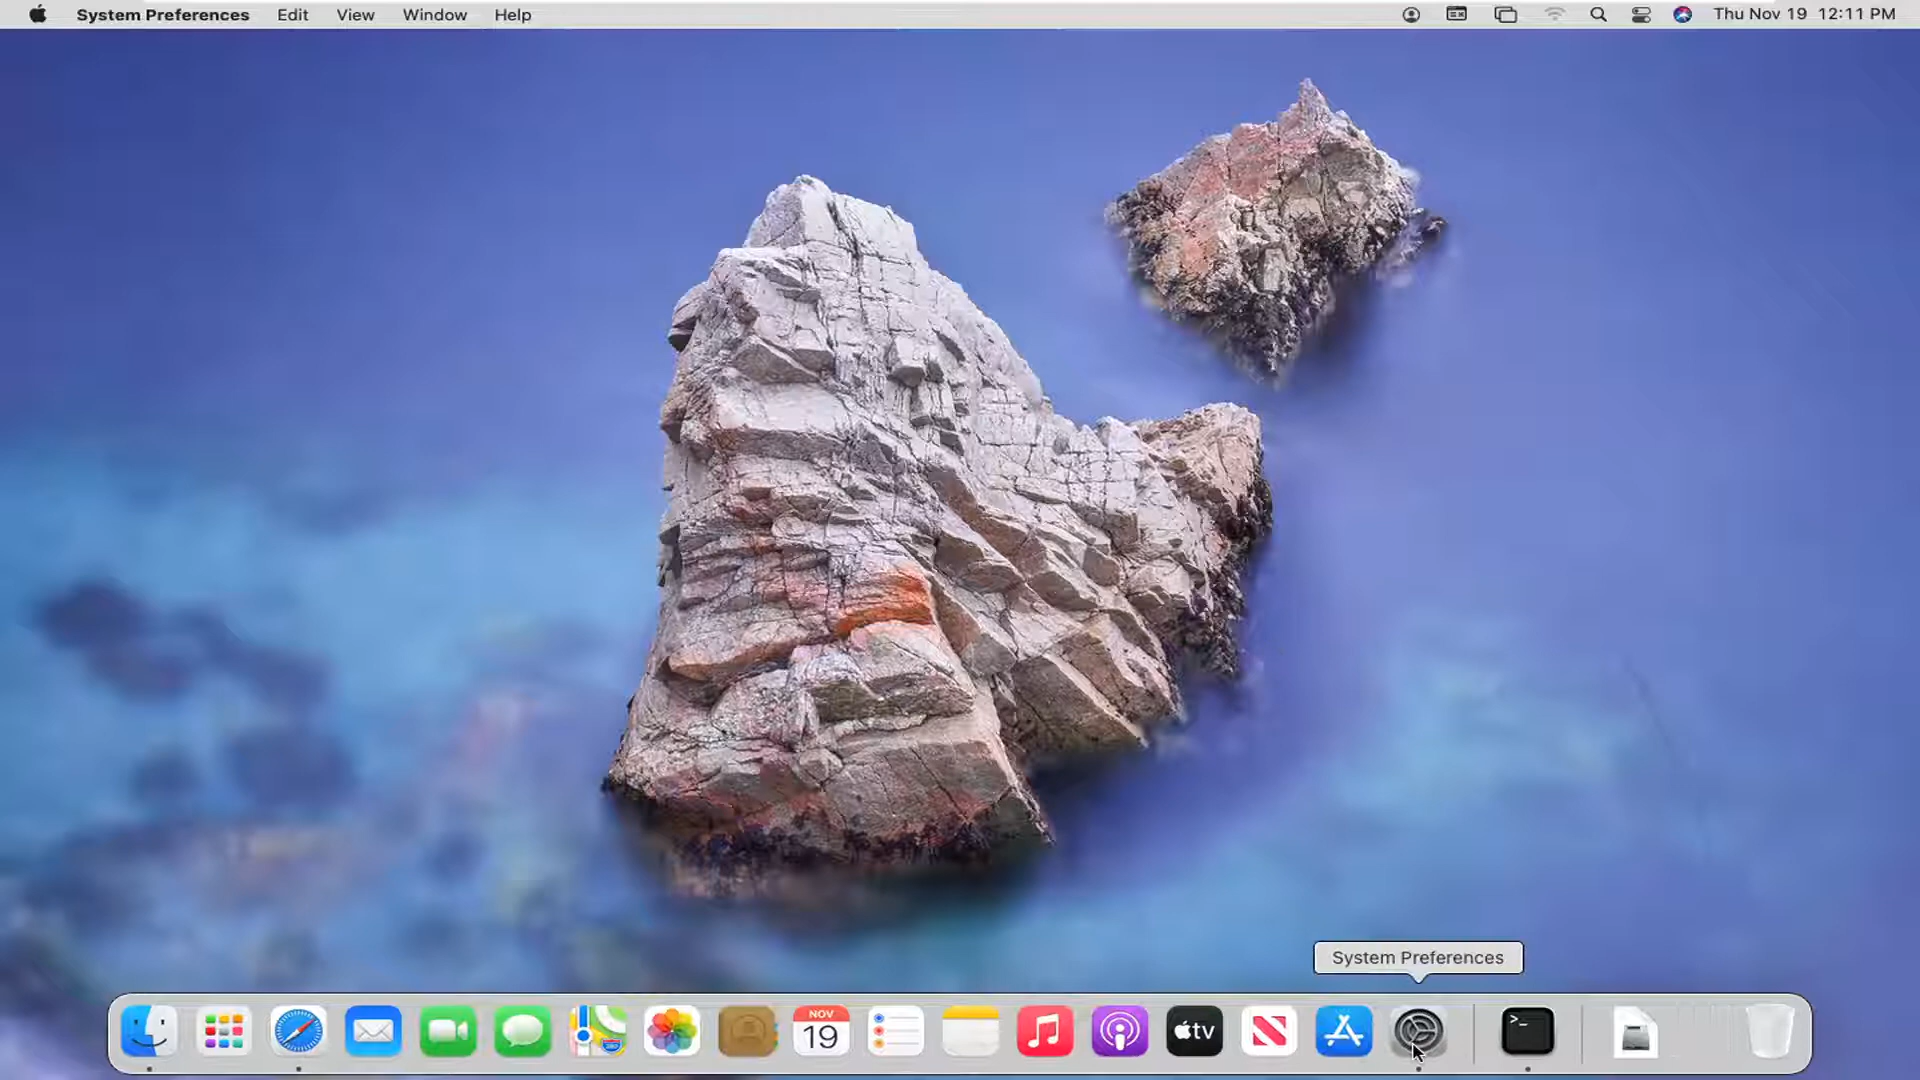 System Preferences Edit View Window Help Thu Nov 19 12:11 PM
System Preferences
NOV
19
tv
>_